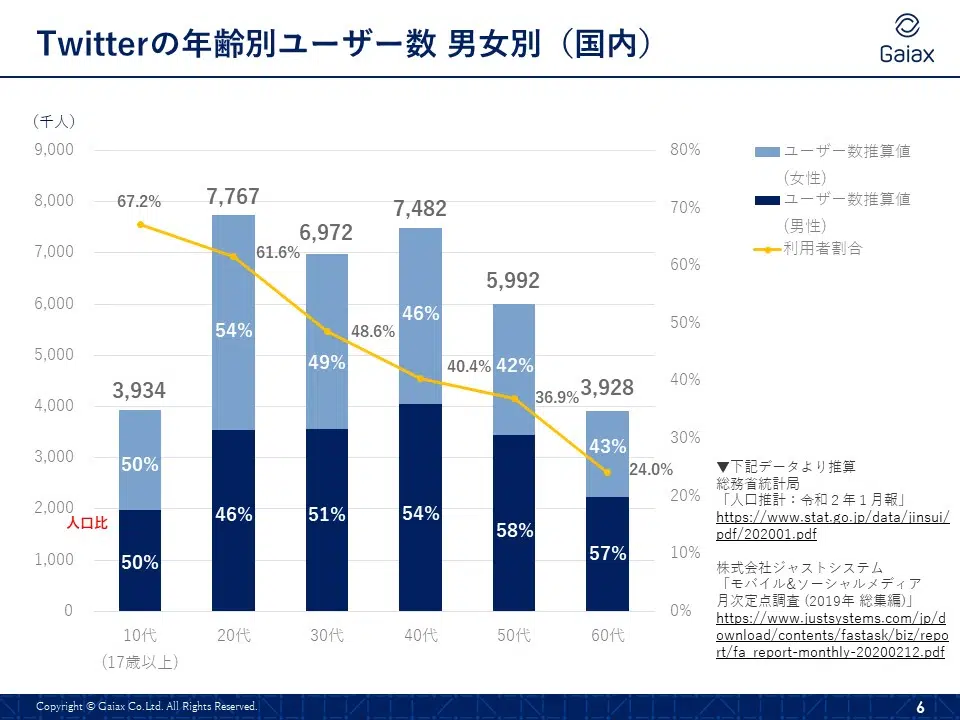 Twitterの年齢別ユーザー数 男女別（国内）
Gaiax
(千人)
9,000
8,000
7,000
6,000
5,000
4,000
3,000
2,000
1,000
0
80%
70%
60%
50%
40%
30%
20%
10%
0%
67.2%
61.6%
48.6%
40.4%
36.9%
24.0%
3,934
7,767
6,972
7,482
5,992
3,928
50%
54%
49%
46%
42%
43%
人口比
50%
46%
51%
54%
58%
57%
10代
(17歳以上)
20代
30代
40代
50代
60代
ユーザー数推算値
(女性)
ユーザー数推算値
(男性)
利用者割合
▼下記データより推算
総務省統計局
「人口推計：令和２年１月報」
https://www.stat.go.jp/data/jinsui/
pdf/202001.pdf
株式会社ジャストシステム
「モバイル&ソーシャルメディア
月次定点調査 (2019年 総集編)」
https://www.justsystems.com/jp/d
ownload/contents/fastask/biz/repo
rt/fa_report-monthly-20200212.pdf
Copyright © Gaiax Co.Ltd. All Rights Reserved.
6